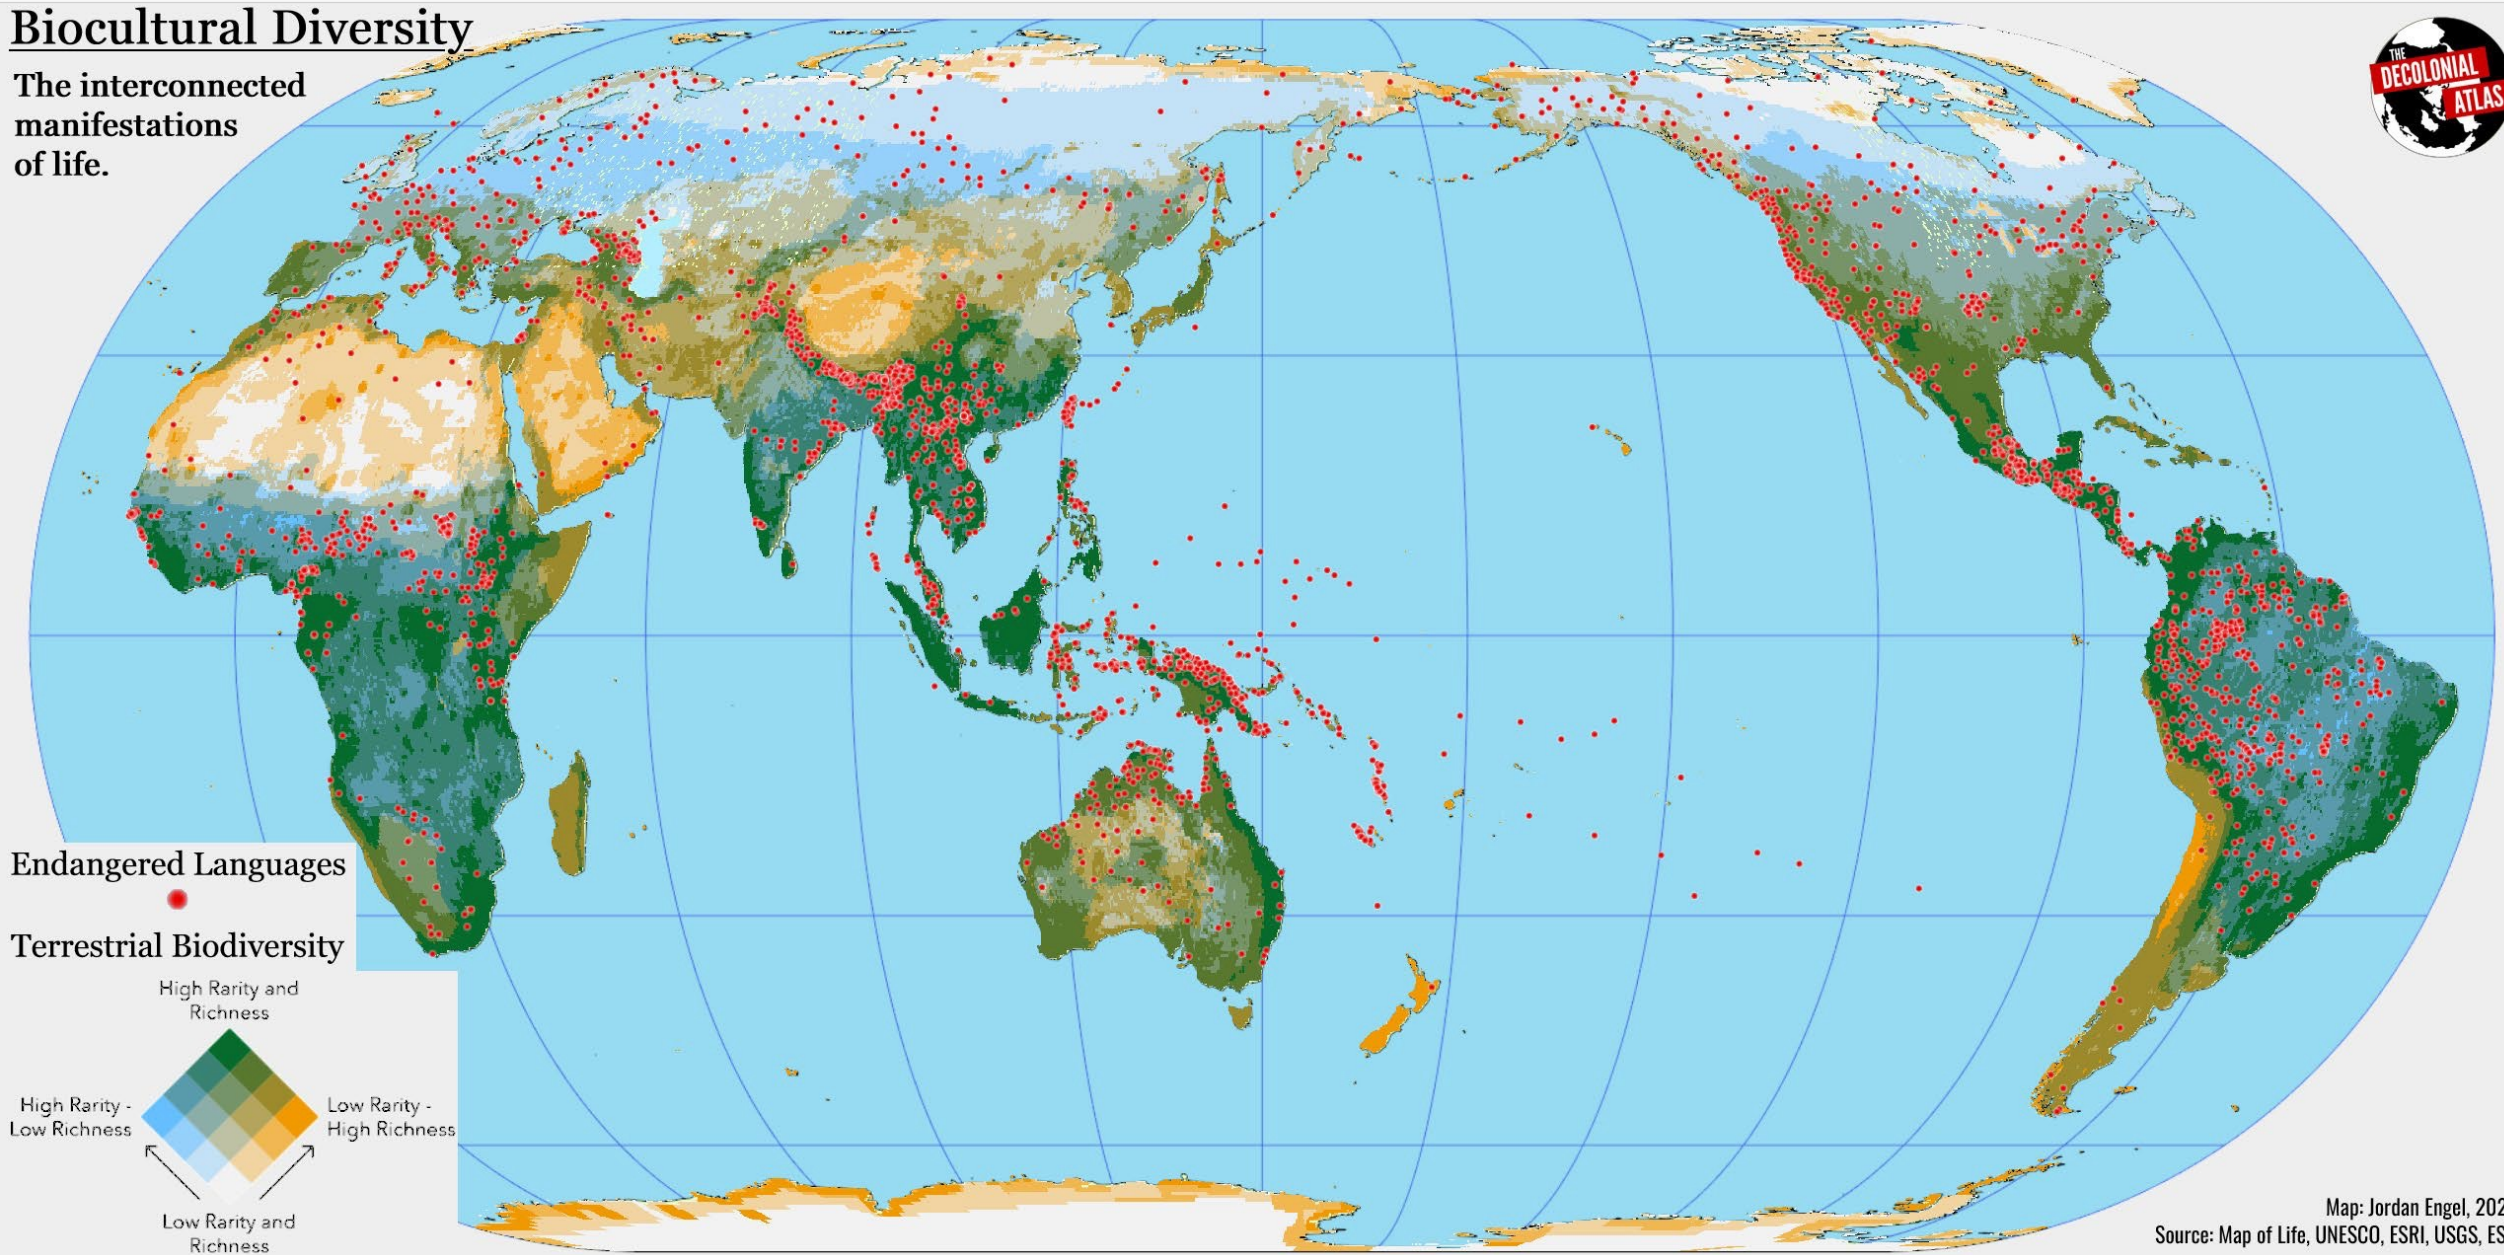 Biocultural Diversity
The interconnected
manifestations
of life.
THE
DECOLONIAL
ATLAS
Endangered Languages
Terrestrial Biodiversity
High Rarity and
Richness
High Rarity -
Low Richness
Low Rarity -
High Richness
Low Rarity and
Richness
Map: Jordan Engel, 202
Source: Map of Life, UNESCO, ESRI, USGS, ES